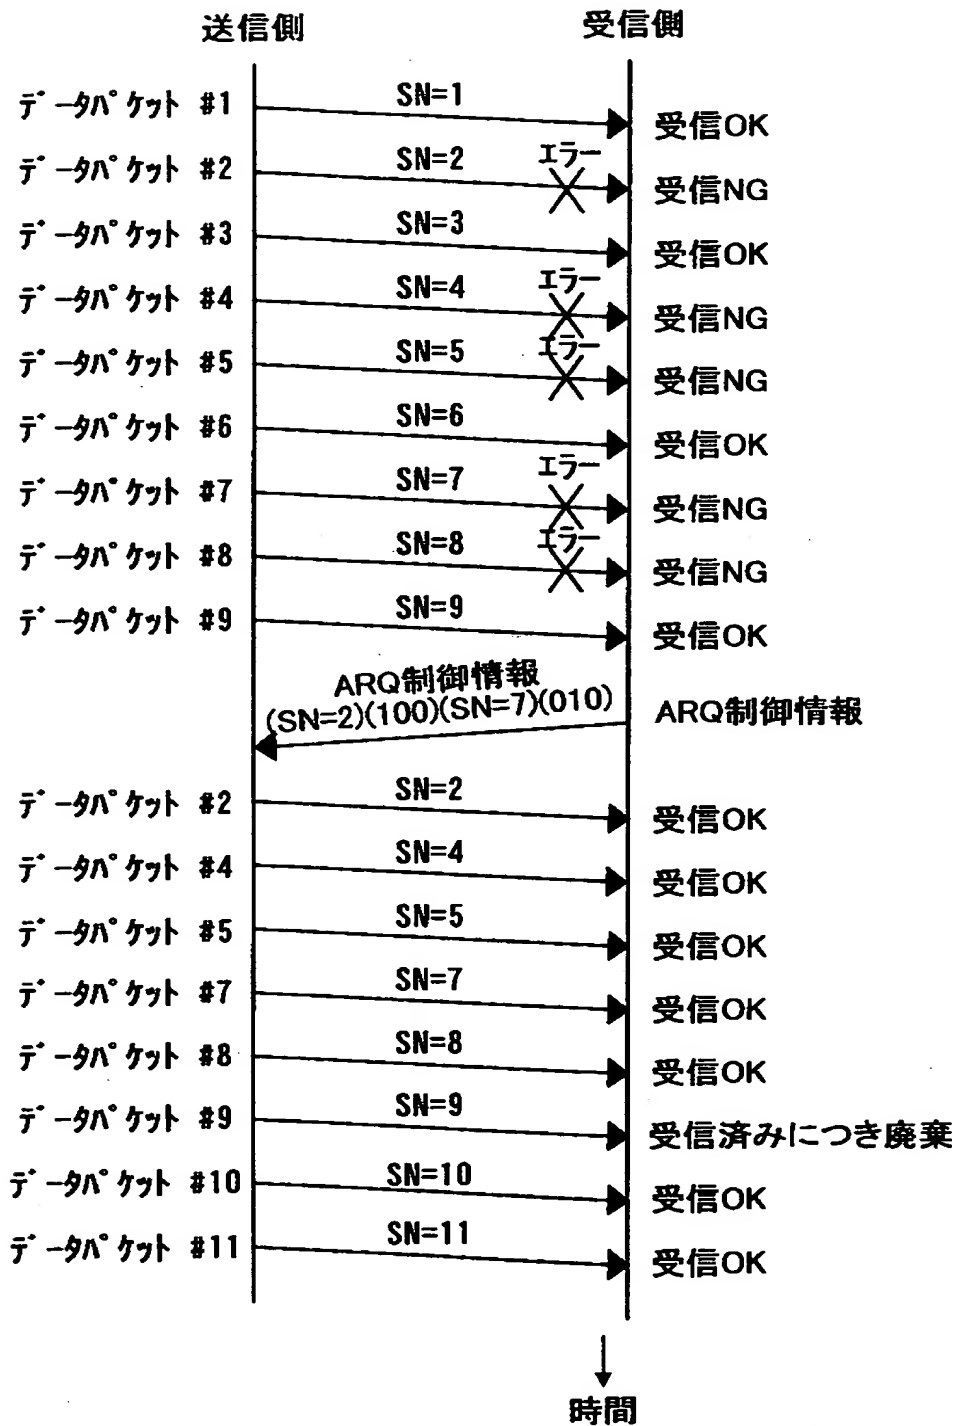 送信側 受信側
データパケット #1 SN=1 受信OK
データパケット #2 SN=2 エラー 受信NG
データパケット #3 SN=3 受信OK
データパケット #4 SN=4 エラー 受信NG
データパケット #5 SN=5 エラー 受信NG
データパケット #6 SN=6 受信OK
データパケット #7 SN=7 エラー 受信NG
データパケット #8 SN=8 エラー 受信NG
データパケット #9 SN=9 受信OK
ARQ制御情報
(SN=2)(100)(SN=7)(010) ARQ制御情報
データパケット #2 SN=2 受信OK
データパケット #4 SN=4 受信OK
データパケット #5 SN=5 受信OK
データパケット #7 SN=7 受信OK
データパケット #8 SN=8 受信OK
データパケット #9 SN=9 受信済みにつき廃棄
データパケット #10 SN=10 受信OK
データパケット #11 SN=11 受信OK
時間